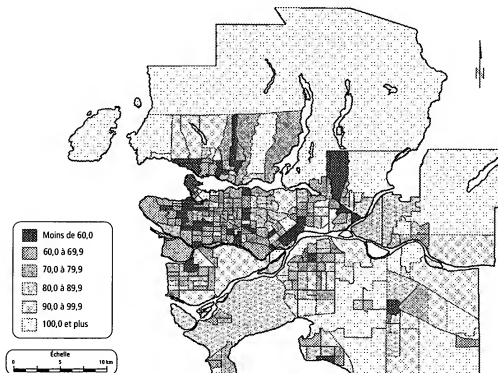 N
Moins de 60,0
60,0 à 69,9
70,0 à 79,9
80,0 à 89,9
90,0 à 99,9
100,0 et plus
Échelle
0 5 10 km